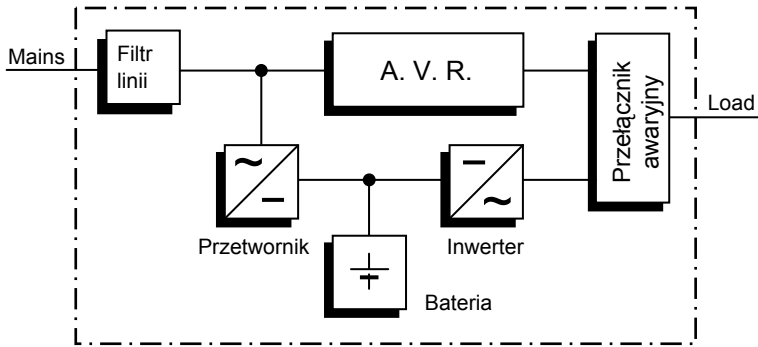 Mains
Filtr
linii
A. V. R.
Przełącznik
awaryjny
Load
Przetwornik
Inwerter
Bateria